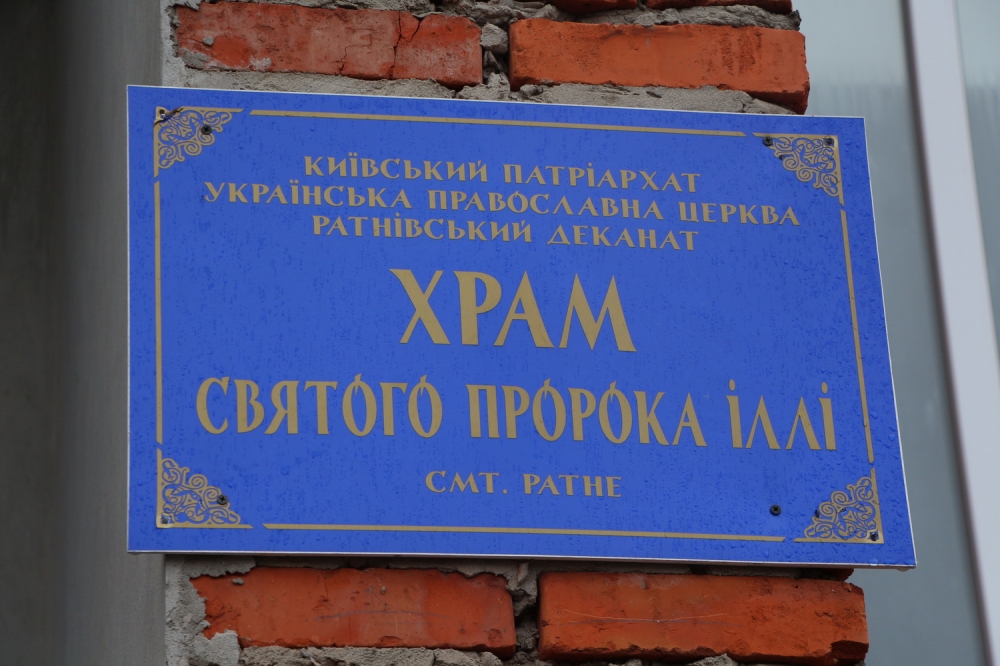 КИЇВСЬКИЙ ПАТРІАРХАТ
УКРАЇНСЬКА ПРАВОСЛАВНА ЦЕРКВА
РАТНІВСЬКИЙ ДЕКАНАТ
ХРАМ
СВЯТОГО ПРОРОКА ІЛЛІ
СМТ. РАТНЕ